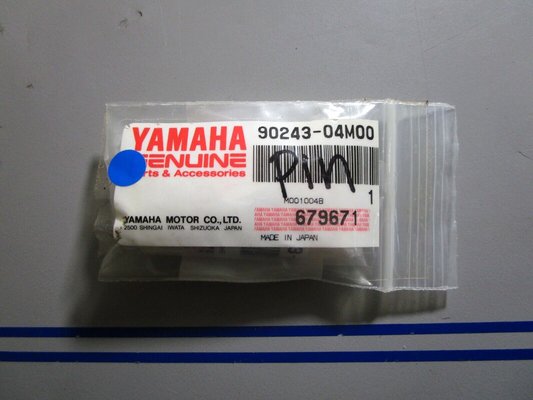 YAMAHA
GENUINE
Parts & Accessories
90243-04M00
Pin
M001004B
1
YAMAHA MOTOR CO., LTD.
2500 SHINGAI IWATA SHIZUOKA JAPAN
679671
MADE IN JAPAN